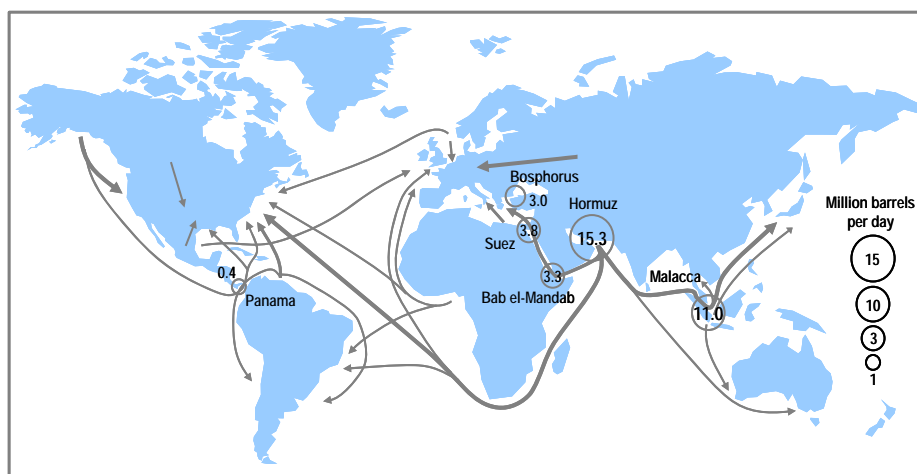 Bosphorus
3.0
Hormuz
15.3
3.8
Suez
3.3
Bab el-Mandab
0.4
Panama
Malacca
11.0
Million barrels
per day
15
10
3
1